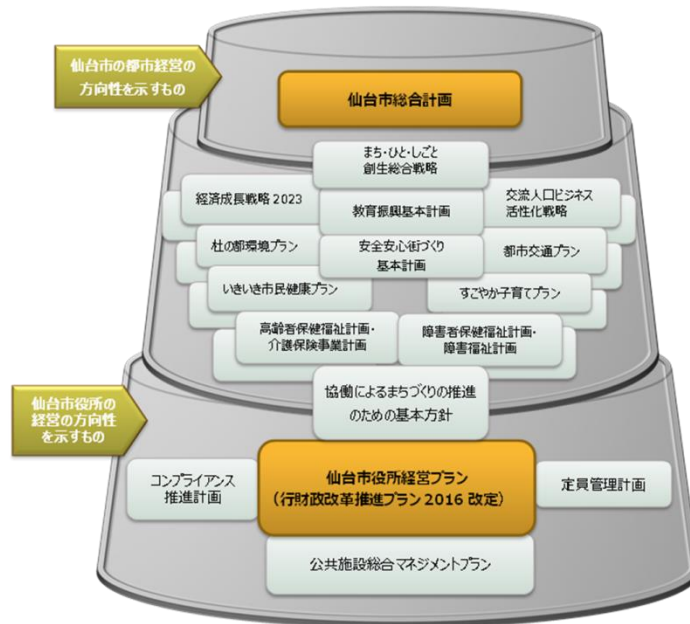 仙台市の都市経営の
方向性を示すもの
仙台市総合計画
まち・ひと・しごと
創生総合戦略
経済成長戦略2023
教育振興基本計画
交流人口ビジネス
活性化戦略
杜の都環境プラン
安全安心街づくり
基本計画
都市交通プラン
いきいき市民健康プラン
すこやか子育てプラン
高齢者保健福祉計画・
介護保険事業計画
障害者保健福祉計画・
障害福祉計画
仙台市役所の
経営の方向性
を示すもの
協働によるまちづくりの推進
のための基本方針
コンプライアンス
推進計画
仙台市役所経営プラン
(行財政改革推進プラン2016改定)
定員管理計画
公共施設総合マネジメントプラン